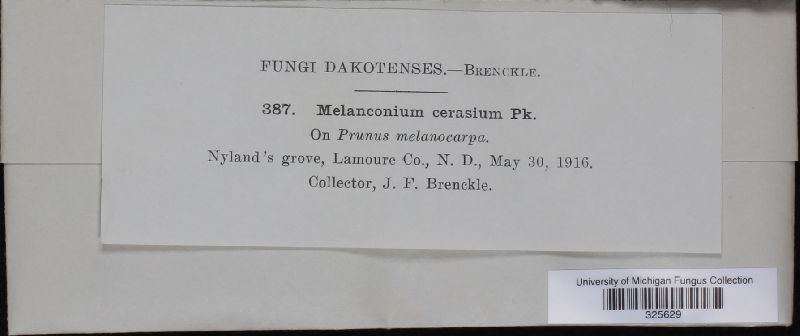 FUNGI DAKOTENSES.—BRENCKLE.
387. Melanconium cerasium Pk.
On Prunus melanocarpa.
Nyland's grove, Lamoure Co., N. D., May 30, 1916.
Collector, J. F. Brenckle.
University of Michigan Fungus Collection
325629